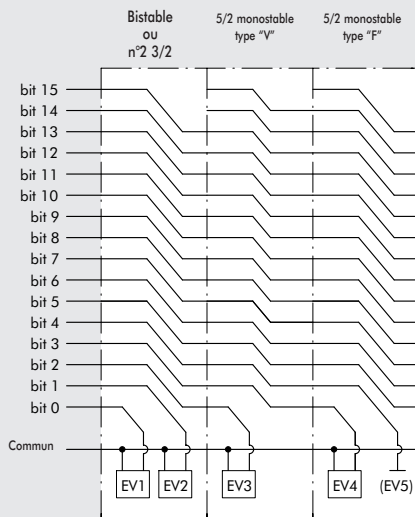 Bistable
ou
n°2 3/2
5/2 monostable
type “V”
5/2 monostable
type “F”
bit 15
bit 14
bit 13
bit 12
bit 11
bit 10
bit 9
bit 8
bit 7
bit 6
bit 5
bit 4
bit 3
bit 2
bit 1
bit 0
Commun
EV1
EV2
EV3
EV4
(EV5)